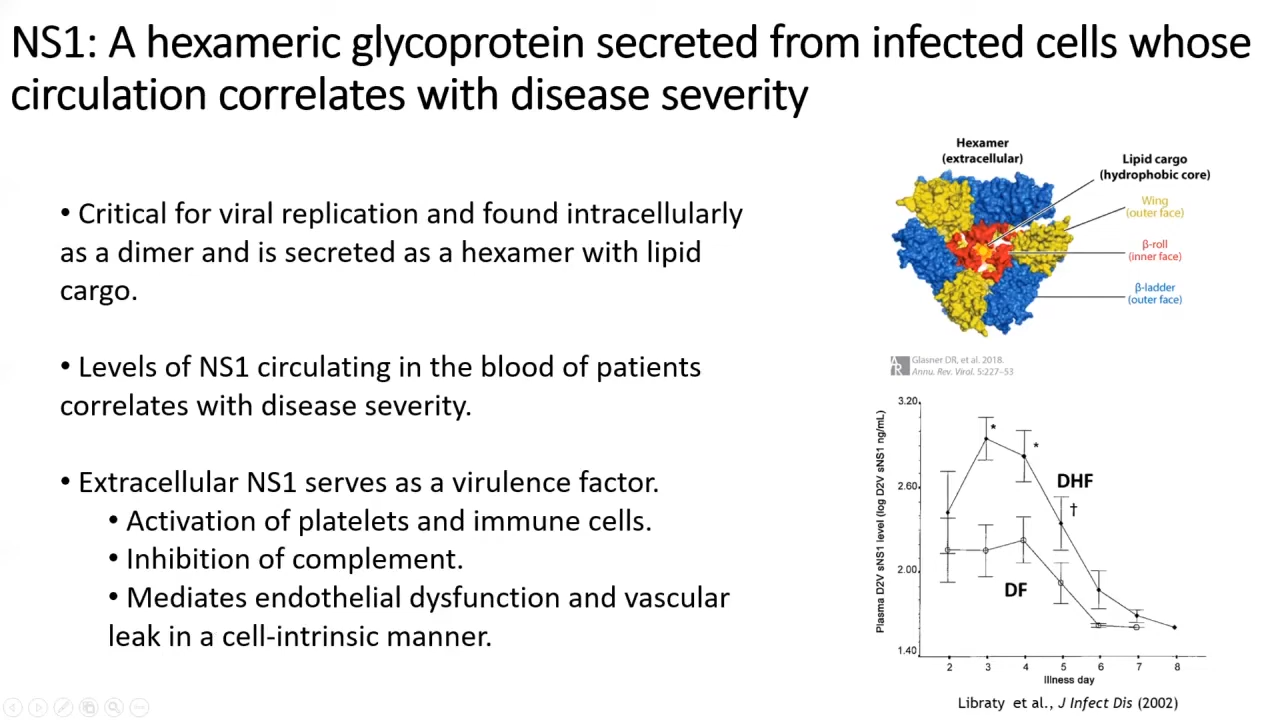 NS1: A hexameric glycoprotein secreted from infected cells whose
circulation correlates with disease severity
• Critical for viral replication and found intracellularly
as a dimer and is secreted as a hexamer with lipid
cargo.
• Levels of NS1 circulating in the blood of patients
correlates with disease severity.
• Extracellular NS1 serves as a virulence factor.
• Activation of platelets and immune cells.
• Inhibition of complement.
• Mediates endothelial dysfunction and vascular
leak in a cell-intrinsic manner.
Hexamer
(extracellular)
Lipid cargo
(hydrophobic core)
Wing
(outer face)
β-roll
(inner face)
β-ladder
(outer face)
AR
Glasner DR, et al. 2018.
Annu. Rev. Virol. 5:227–53
Plasma D2V sNS1 level (log D2V sNS1 ng/mL)
3.20
2.60
2.00
1.40
*
*
DHF
†
DF
2 3 4 5 6 7 8
Illness day
Libraty et al., J Infect Dis (2002)